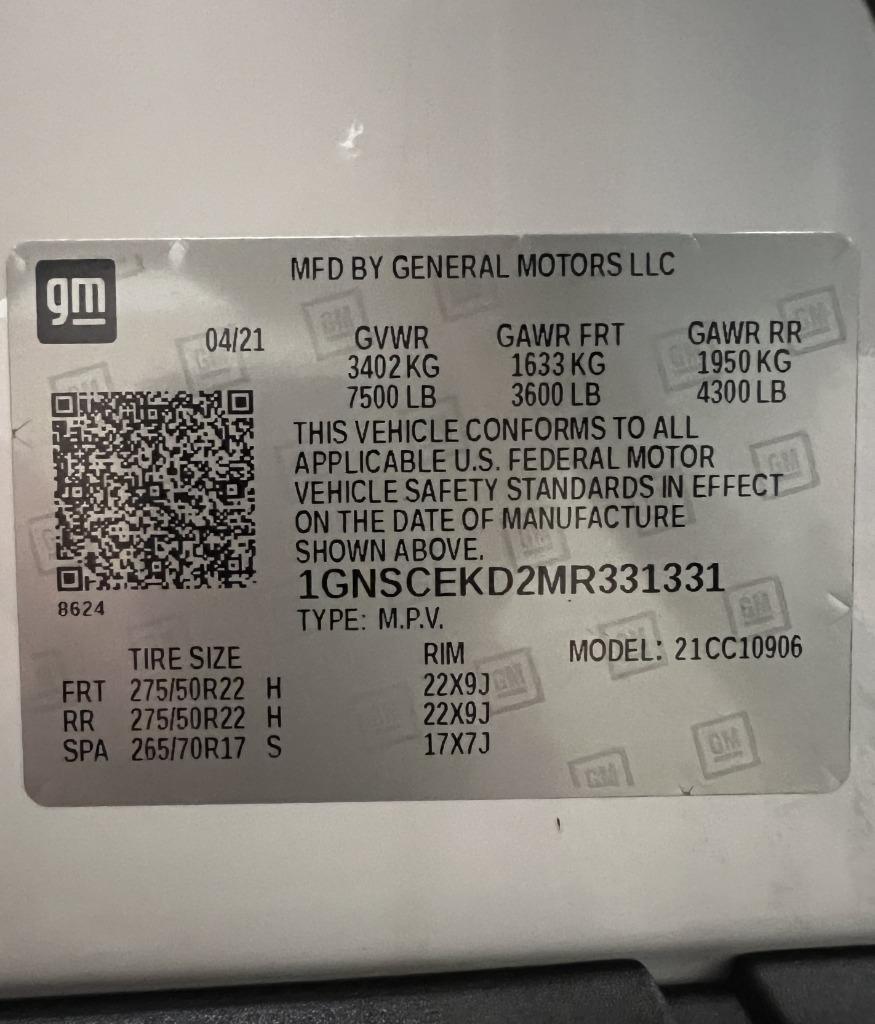 gm
MFD BY GENERAL MOTORS LLC
04/21 GVWR GAWR FRT GAWR RR
3402 KG 1633 KG 1950 KG
7500 LB 3600 LB 4300 LB
THIS VEHICLE CONFORMS TO ALL
APPLICABLE U.S. FEDERAL MOTOR
VEHICLE SAFETY STANDARDS IN EFFECT
ON THE DATE OF MANUFACTURE
SHOWN ABOVE.
1GNSCEKD2MR331331
8624
TYPE: M.P.V.
TIRE SIZE RIM MODEL: 21CC10906
FRT 275/50R22 H 22X9J
RR 275/50R22 H 22X9J
SPA 265/70R17 S 17X7J